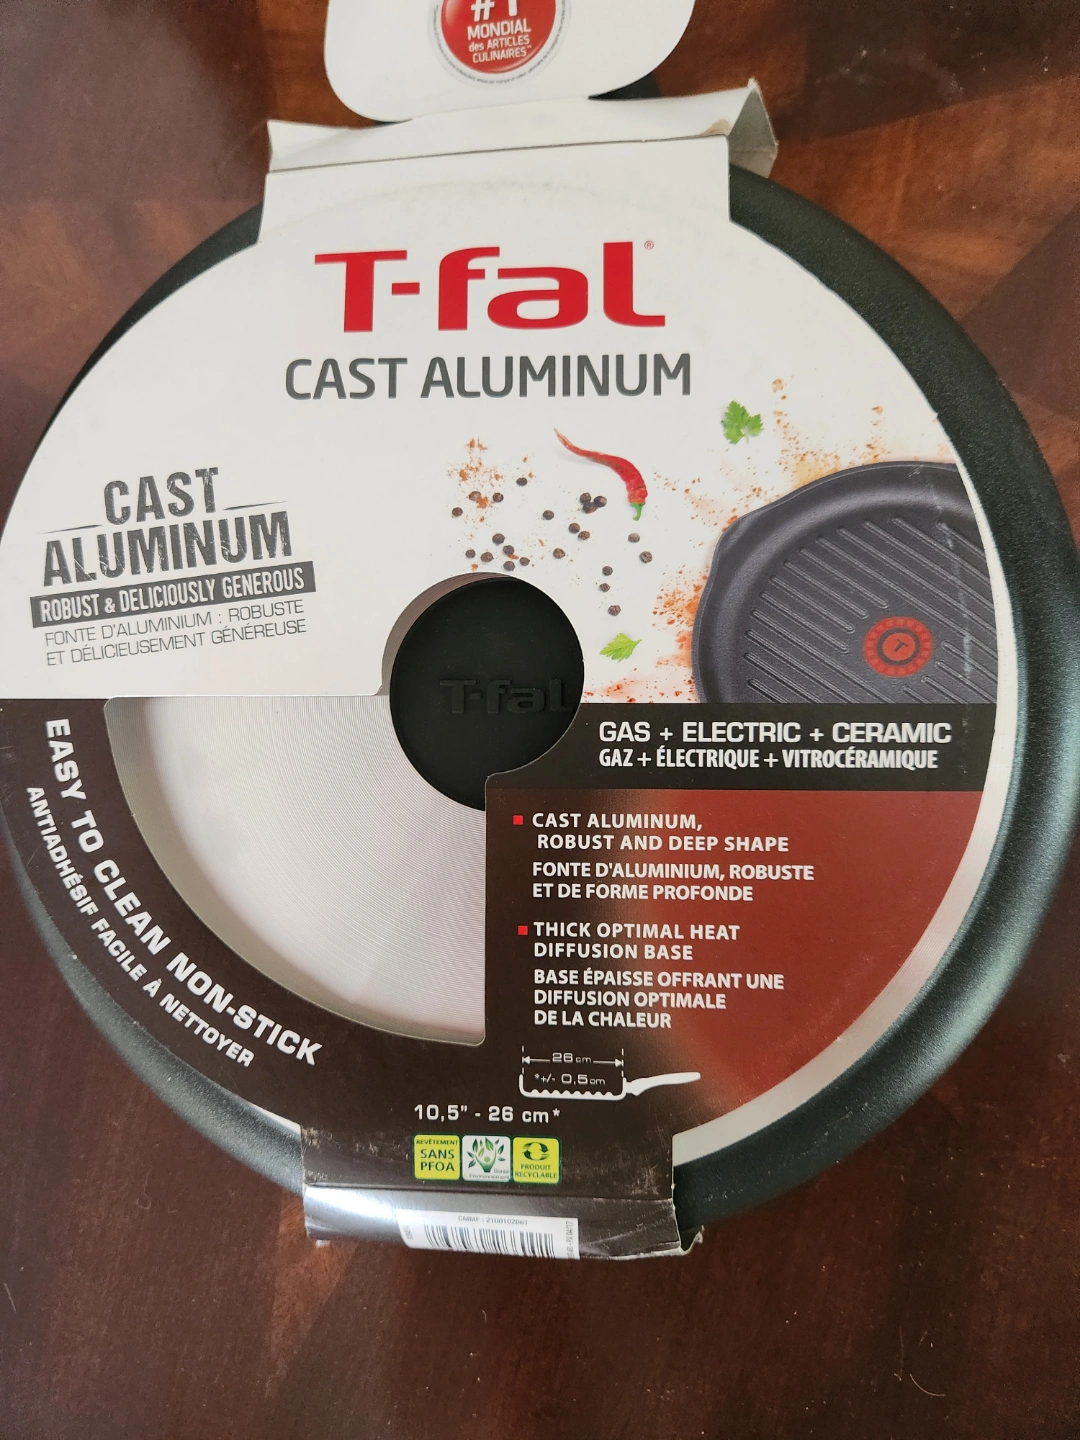 #1
MONDIAL
des ARTICLES
CULINAIRES
T-fal®
CAST ALUMINUM
CAST
ALUMINUM
ROBUST & DELICIOUSLY GENEROUS
FONTE D'ALUMINIUM : ROBUSTE
ET DÉLICIEUSEMENT GÉNÉREUSE
T-fal
GAS + ELECTRIC + CERAMIC
GAZ + ÉLECTRIQUE + VITROCÉRAMIQUE
EASY TO CLEAN NON-STICK
ANTIADHÉSIF FACILE À NETTOYER
CAST ALUMINUM,
ROBUST AND DEEP SHAPE
FONTE D'ALUMINIUM, ROBUSTE
ET DE FORME PROFONDE
THICK OPTIMAL HEAT
DIFFUSION BASE
BASE ÉPAISSE OFFRANT UNE
DIFFUSION OPTIMALE
DE LA CHALEUR
26 cm
*+/- 0,5cm
10,5" - 26 cm*
REVÊTEMENT
SANS
PFOA
PRODUIT
RECYCLABLE
CMMF : 2100102061